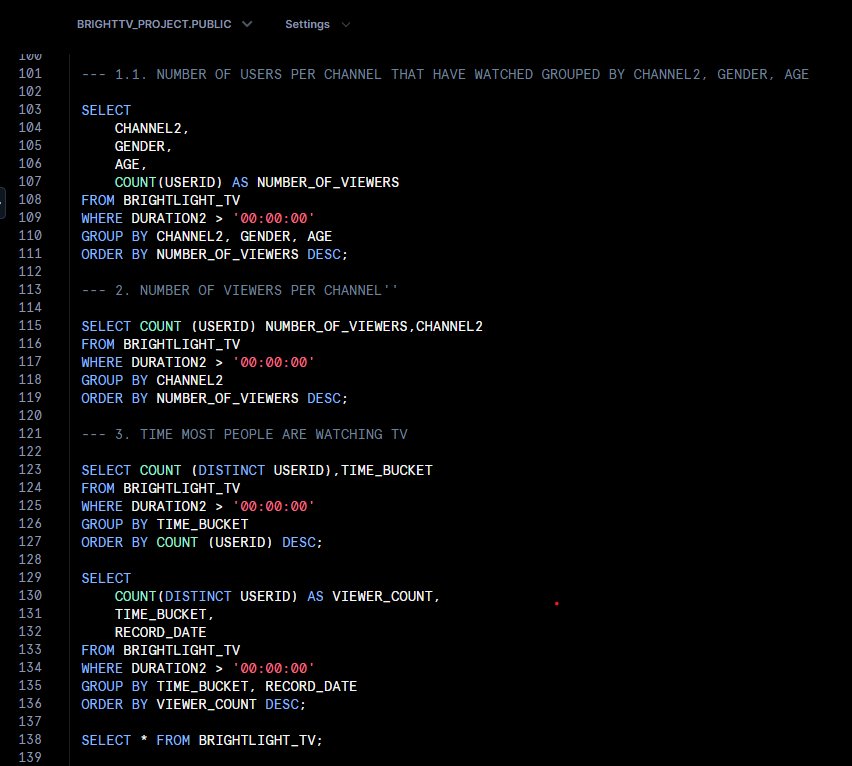 BRIGHTTV_PROJECT.PUBLIC Settings
100
101 --- 1.1. NUMBER OF USERS PER CHANNEL THAT HAVE WATCHED GROUPED BY CHANNEL2, GENDER, AGE
102
103 SELECT
104 CHANNEL2,
105 GENDER,
106 AGE,
107 COUNT(USERID) AS NUMBER_OF_VIEWERS
108 FROM BRIGHTLIGHT_TV
109 WHERE DURATION2 > '00:00:00'
110 GROUP BY CHANNEL2, GENDER, AGE
111 ORDER BY NUMBER_OF_VIEWERS DESC;
112
113 --- 2. NUMBER OF VIEWERS PER CHANNEL''
114
115 SELECT COUNT (USERID) NUMBER_OF_VIEWERS,CHANNEL2
116 FROM BRIGHTLIGHT_TV
117 WHERE DURATION2 > '00:00:00'
118 GROUP BY CHANNEL2
119 ORDER BY NUMBER_OF_VIEWERS DESC;
120
121 --- 3. TIME MOST PEOPLE ARE WATCHING TV
122
123 SELECT COUNT (DISTINCT USERID),TIME_BUCKET
124 FROM BRIGHTLIGHT_TV
125 WHERE DURATION2 > '00:00:00'
126 GROUP BY TIME_BUCKET
127 ORDER BY COUNT (USERID) DESC;
128
129 SELECT
130 COUNT(DISTINCT USERID) AS VIEWER_COUNT,
131 TIME_BUCKET,
132 RECORD_DATE
133 FROM BRIGHTLIGHT_TV
134 WHERE DURATION2 > '00:00:00'
135 GROUP BY TIME_BUCKET, RECORD_DATE
136 ORDER BY VIEWER_COUNT DESC;
137
138 SELECT * FROM BRIGHTLIGHT_TV;
139